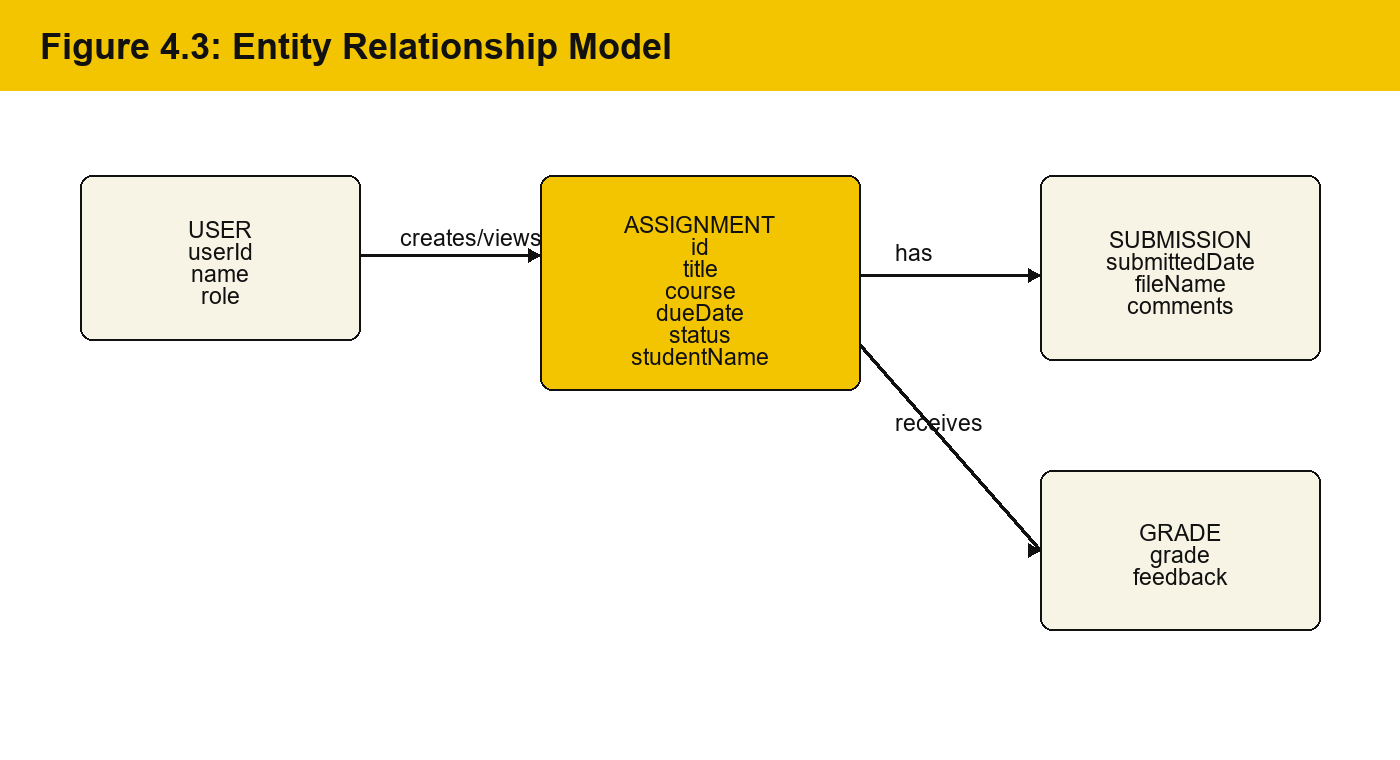 Figure 4.3: Entity Relationship Model
USER
userId
name
role
creates/views
ASSIGNMENT
id
title
course
dueDate
status
studentName
has
SUBMISSION
submittedDate
fileName
comments
receives
GRADE
grade
feedback